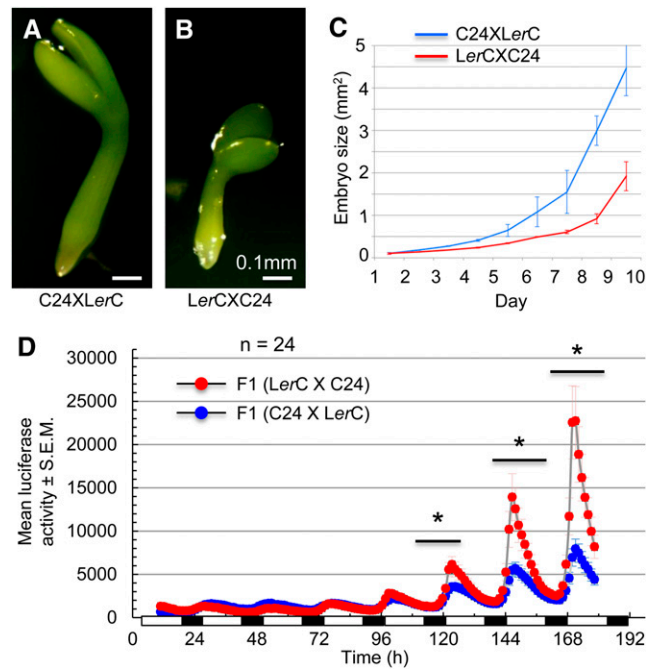 A
B
C
0.1mm
C24XLerC
LerCXC24
C24XLerC
LerCXC24
Embryo size (mm²)
5
4
3
2
1
0
1 2 3 4 5 6 7 8 9 10
Day
D
n = 24
F1 (LerC X C24)
F1 (C24 X LerC)
* * *
Mean luciferase
activity ± S.E.M.
30000
25000
20000
15000
10000
5000
0
0 24 48 72 96 120 144 168 192
Time (h)